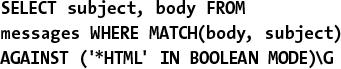 SELECT subject, body FROM
messages WHERE MATCH(body, subject)
AGAINST ('*HTML' IN BOOLEAN MODE)\G